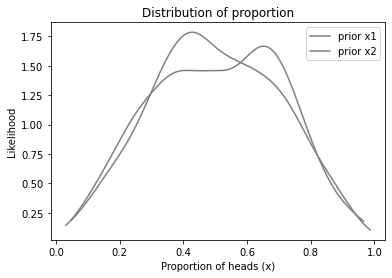 Distribution of proportion
prior x1
prior x2
1.75
1.50
1.25
1.00
0.75
0.50
0.25
Likelihood
0.0 0.2 0.4 0.6 0.8 1.0
Proportion of heads (x)